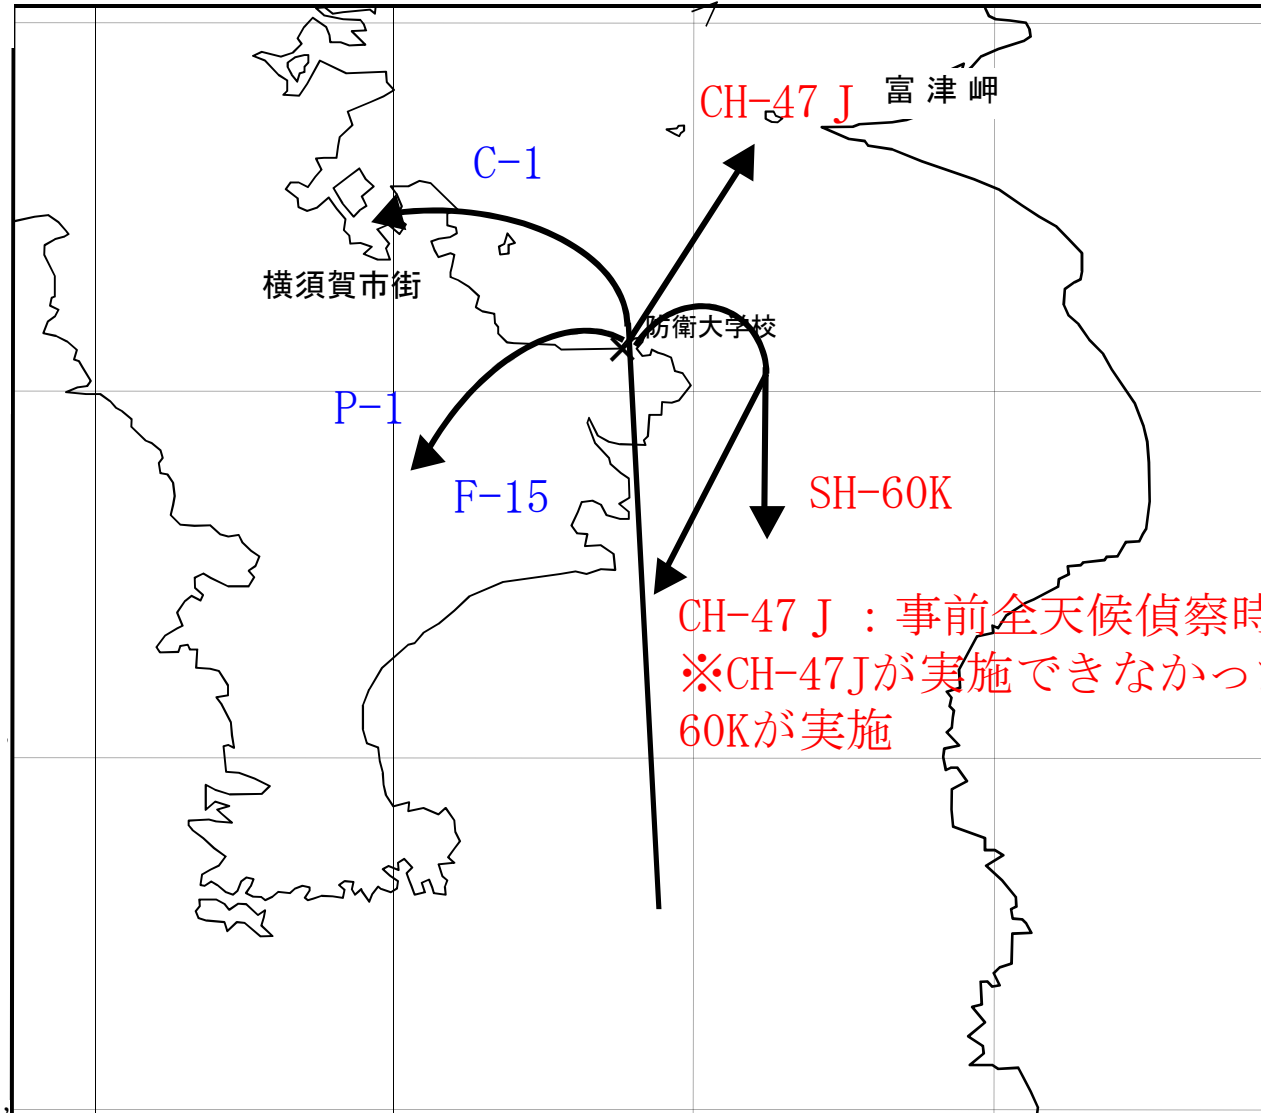 富津岬
CH-47J
C-1
横須賀市街
防衛大学校
P-1
F-15
SH-60K
CH-47J：事前全天候偵察時
※CH-47Jが実施できなかっ
60Kが実施